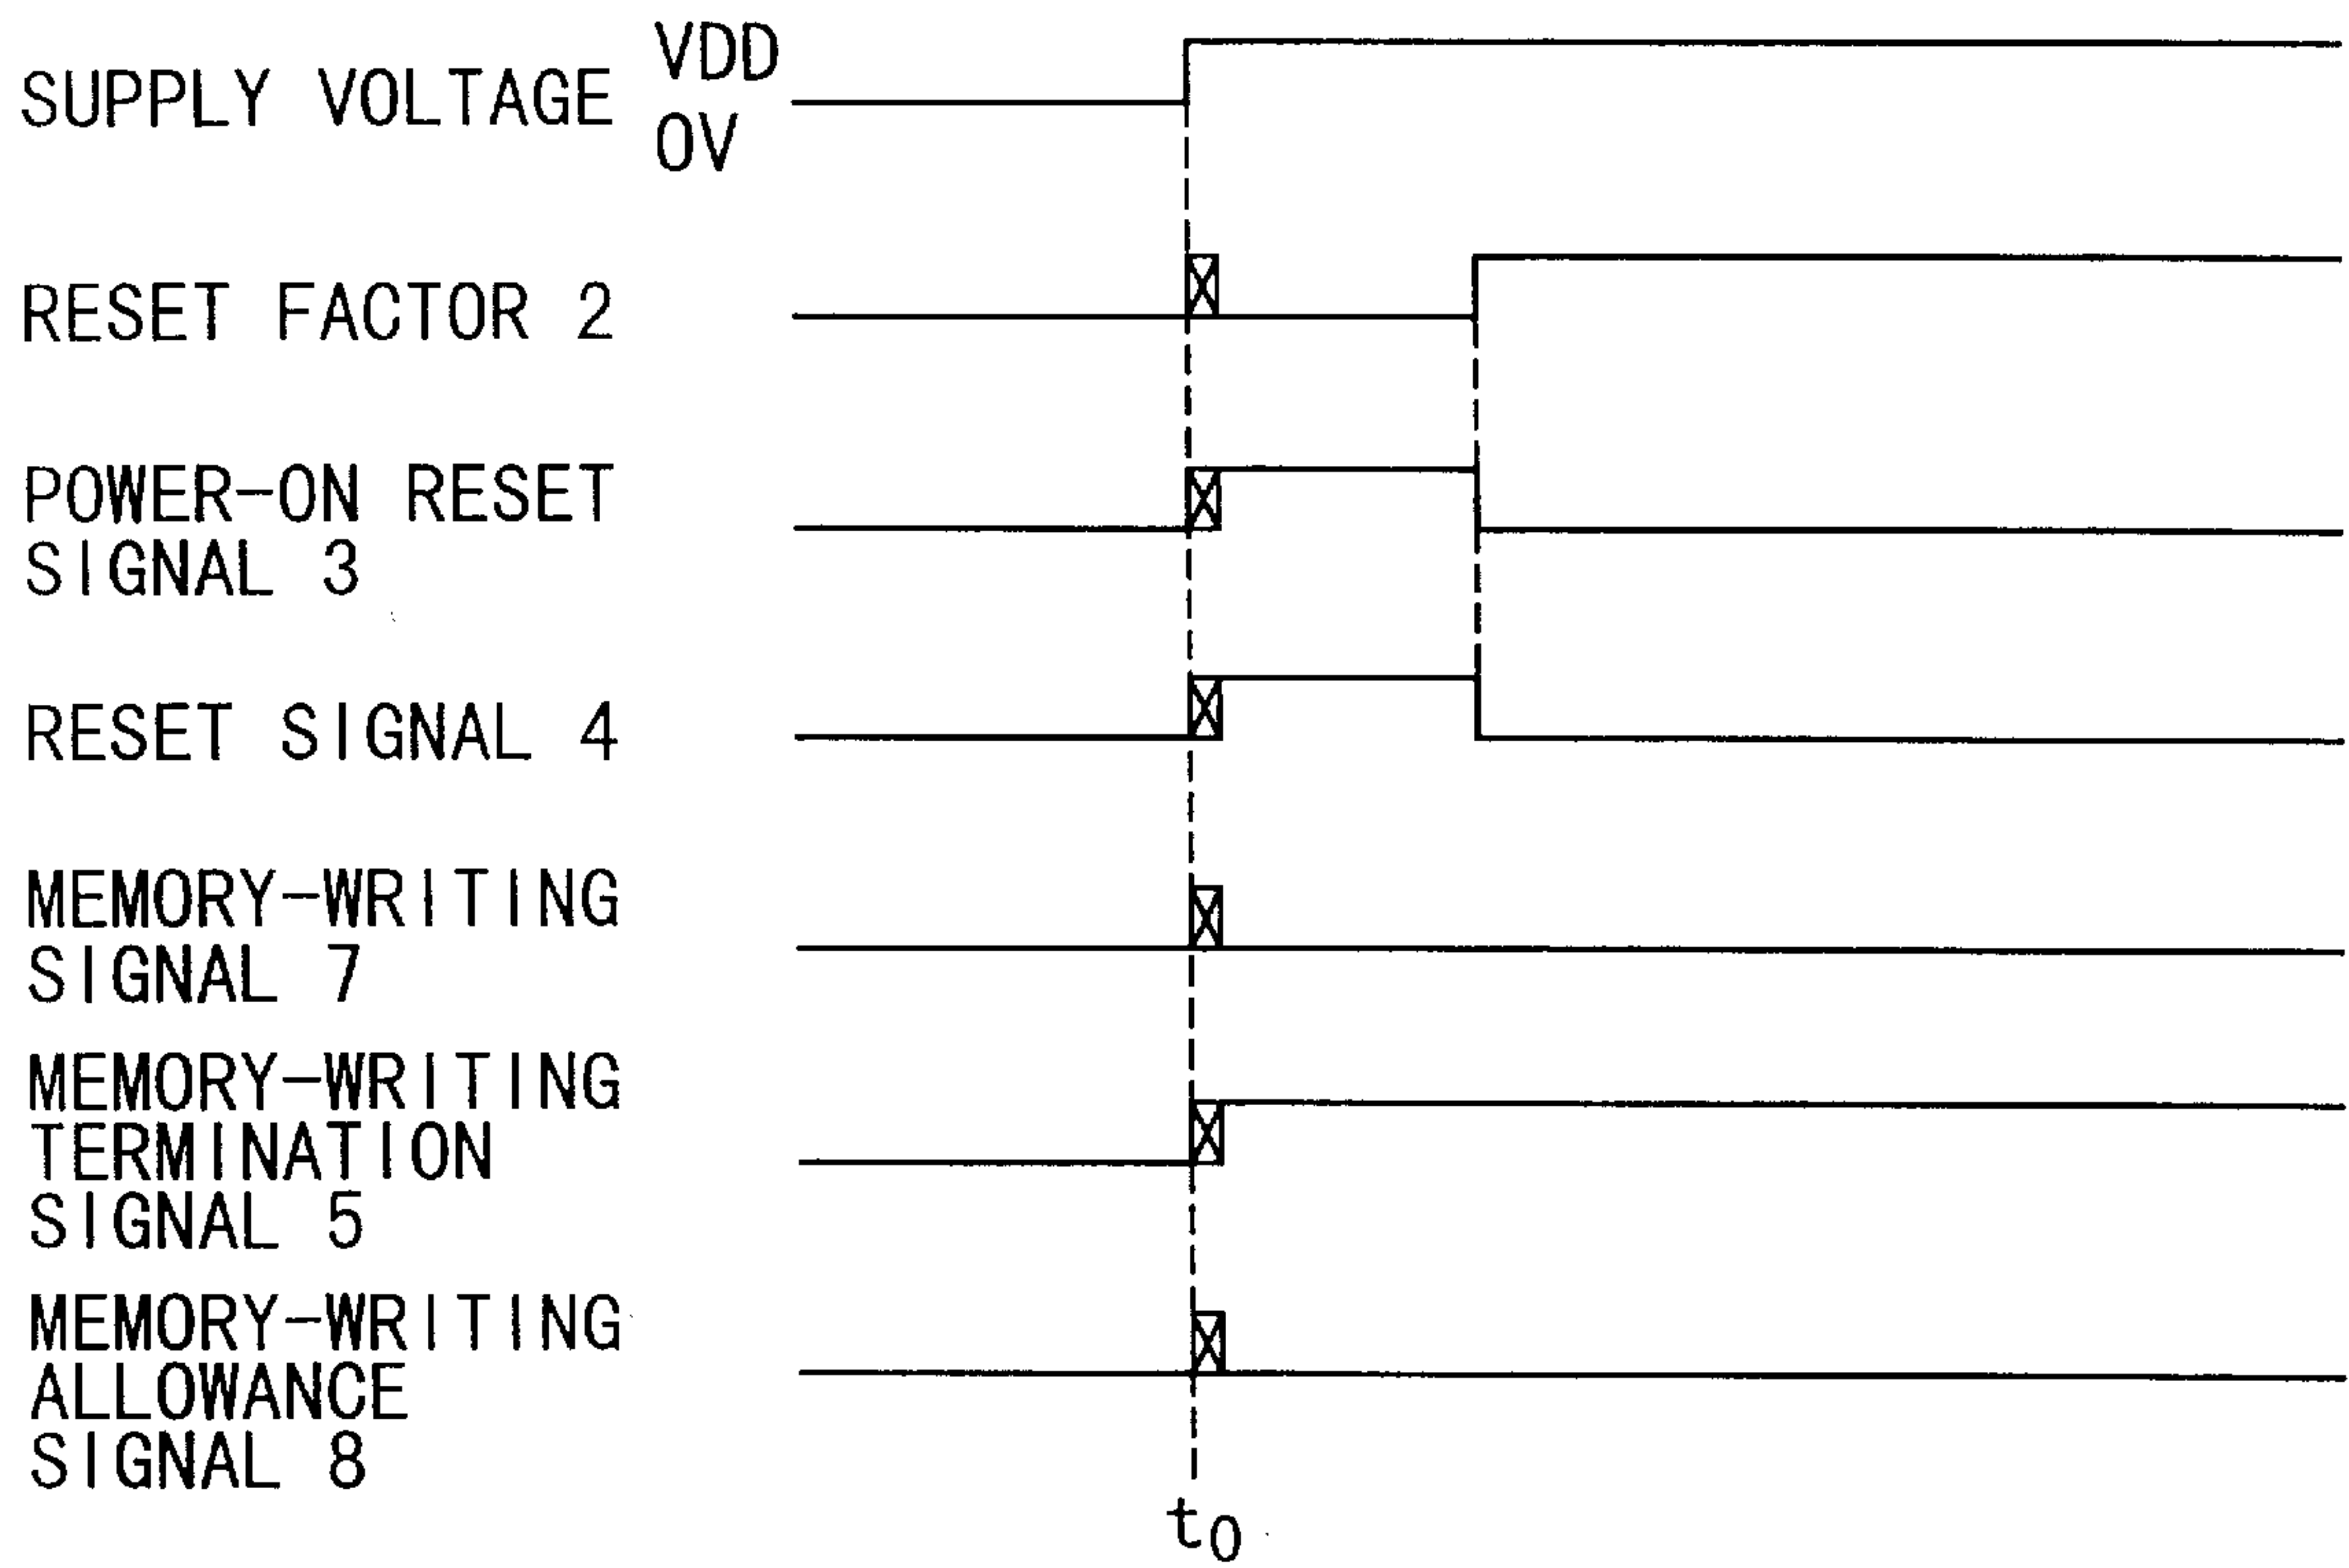 VDD
SUPPLY VOLTAGE
0V
RESET FACTOR 2
POWER-ON RESET
SIGNAL 3
RESET SIGNAL 4
MEMORY-WRITING
SIGNAL 7
MEMORY-WRITING
TERMINATION
SIGNAL 5
MEMORY-WRITING
ALLOWANCE
SIGNAL 8
t0